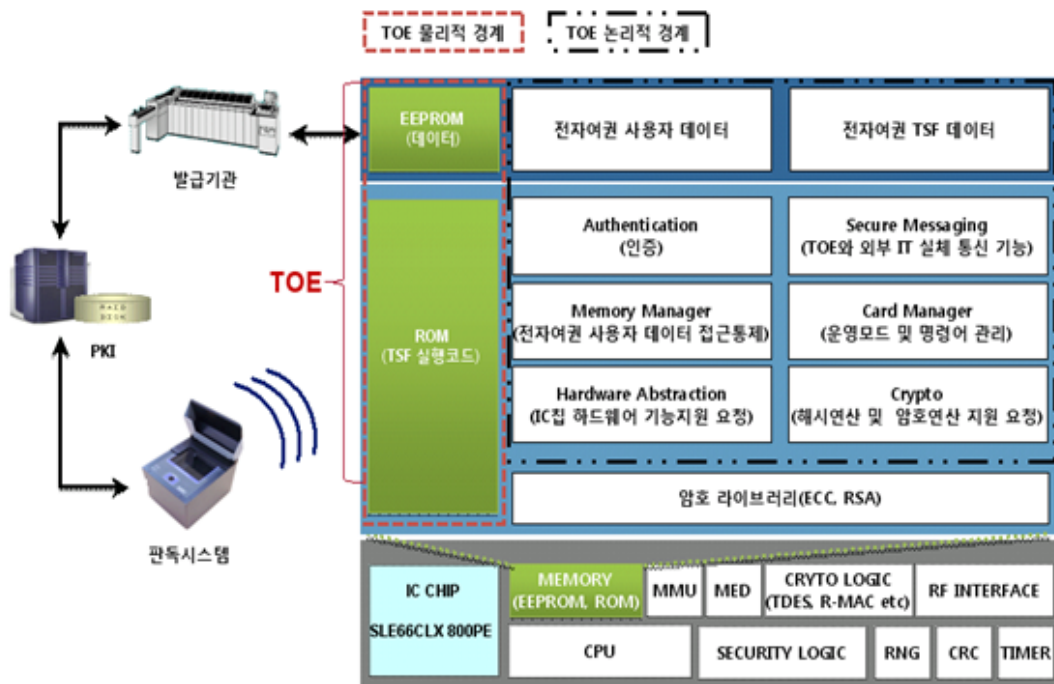 TOE 물리적 경계
TOE 논리적 경계
발급기관
PKI
판독시스템
TOE
EEPROM
(데이터)
전자여권 사용자 데이터
전자여권 TSF 데이터
ROM
(TSF 실행코드)
Authentication
(인증)
Secure Messaging
(TOE와 외부 IT 실체 통신 기능)
Memory Manager
(전자여권 사용자 데이터 접근통제)
Card Manager
(운영모드 및 명령어 관리)
Hardware Abstraction
(IC칩 하드웨어 기능지원 요청)
Crypto
(해시연산 및 암호연산 지원 요청)
암호 라이브러리(ECC, RSA)
IC CHIP
SLE66CLX 800PE
MEMORY
(EEPROM, ROM)
MMU
MED
CRYPTO LOGIC
(TDES, R-MAC etc)
RF INTERFACE
CPU
SECURITY LOGIC
RNG
CRC
TIMER